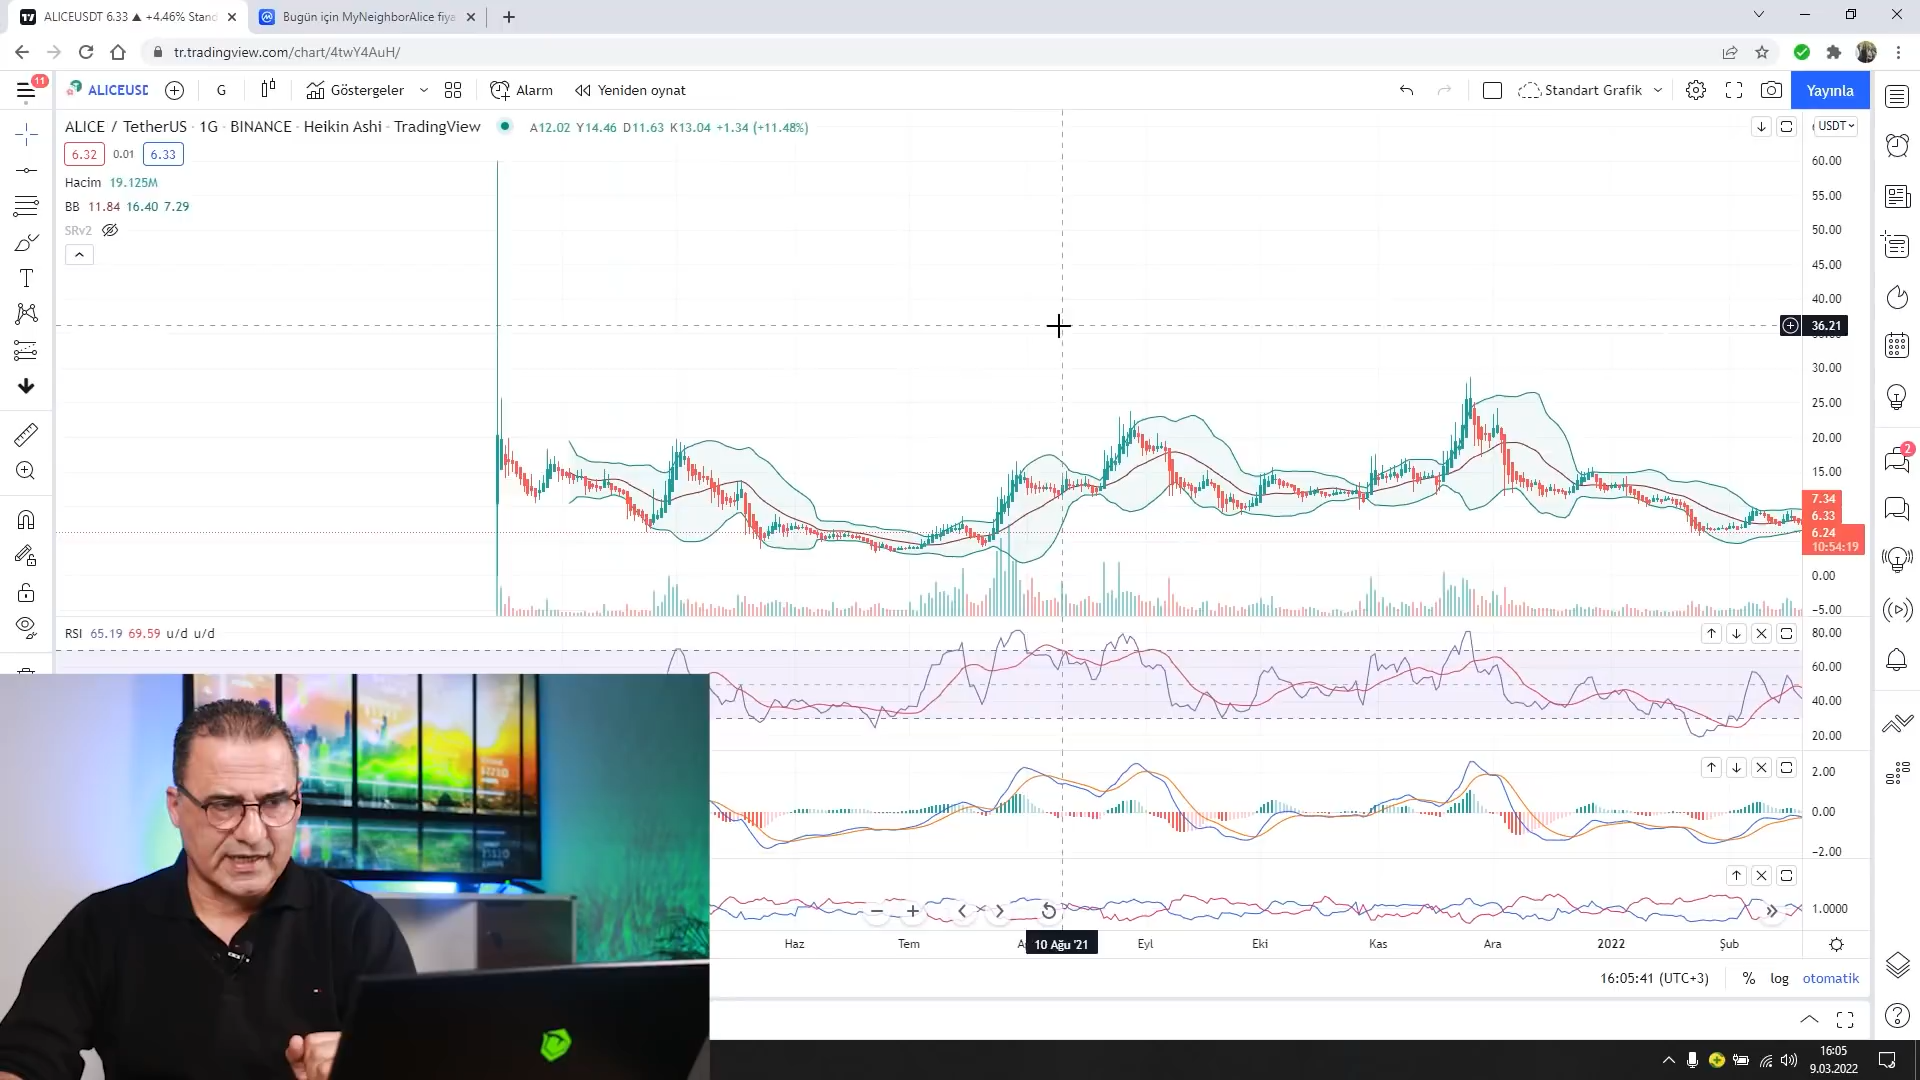 ALICEUSDT 6.33 ▲ +4.46% Stand
Bugün için MyNeighborAlice fiya
tr.tradingview.com/chart/4twY4AuH/
11
ALICEUSD
G
Göstergeler
Alarm
Yeniden oynat
Standart Grafik
Yayınla
ALICE / TetherUS · 1G · BINANCE · Heikin Ashi · TradingView
A12.02 Y14.46 D11.63 K13.04 +1.34 (+11.48%)
USDT
6.32 0.01 6.33
Hacim 19.125M
BB 11.84 16.40 7.29
SRv2
60.00
55.00
50.00
45.00
40.00
36.21
30.00
25.00
20.00
15.00
7.34
6.33
6.24
10:54:19
0.00
−5.00
2
RSI 65.19 69.59 u/d u/d
80.00
60.00
40.00
20.00
2.00
0.00
−2.00
1.0000
Haz Tem 10 Ağu '21 Eyl Eki Kas Ara 2022 Şub
16:05:41 (UTC+3) % log otomatik
16:05
9.03.2022